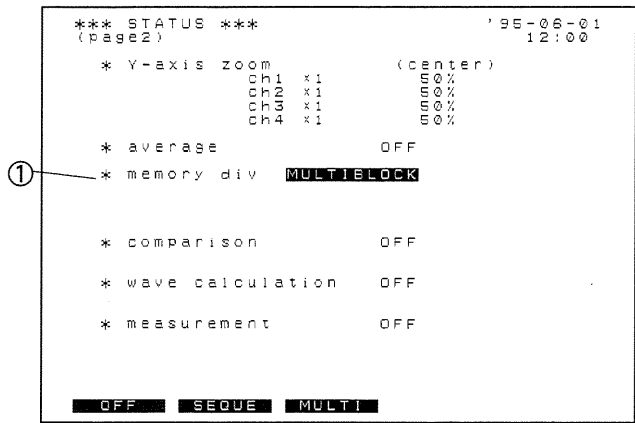 *** STATUS *** '95-06-01
(page2) 12:00
* Y-axis zoom (center)
ch1 ×1 50%
ch2 ×1 50%
ch3 ×1 50%
ch4 ×1 50%
* average OFF
① * memory div MULTIBLOCK
* comparison OFF
* wave calculation OFF
* measurement OFF
OFF SEQUE MULTI